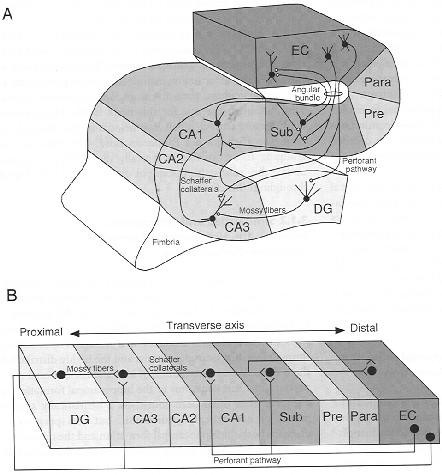 A
EC
Angular
bundle
Para
Pre
CA1
Sub
CA2
Perforant
pathway
Schaffer
collaterals
Mossy fibers
DG
CA3
Fimbria
B
Proximal
Transverse axis
Distal
Mossy fibers
Schaffer
collaterals
DG
CA3
CA2
CA1
Sub
Pre
Para
EC
Perforant pathway